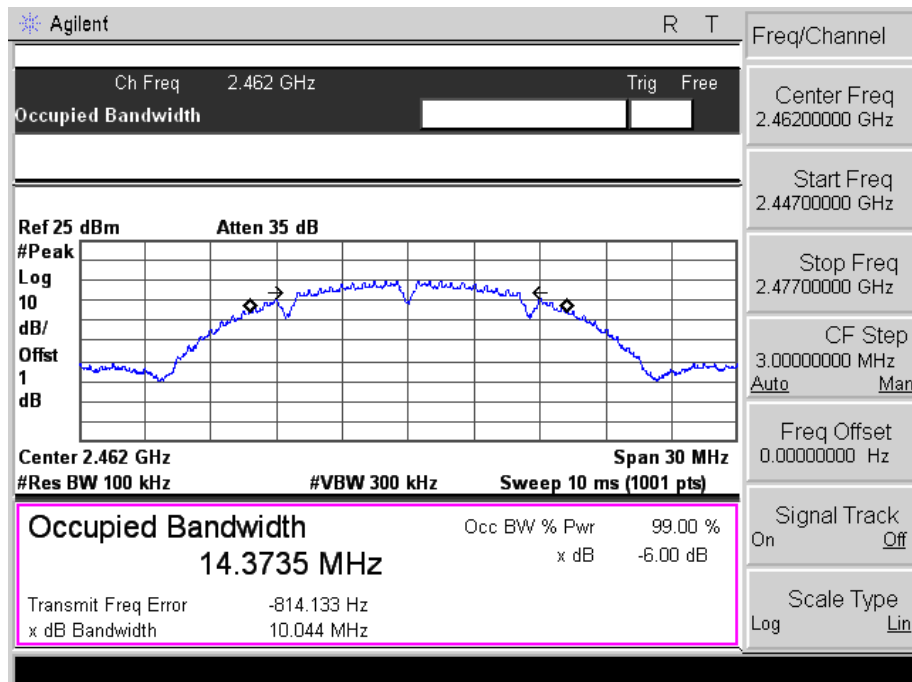 Agilent R T
Ch Freq 2.462 GHz Trig Free
Occupied Bandwidth
Ref 25 dBm Atten 35 dB
#Peak
Log
10
dB/
Offst
1
dB
Center 2.462 GHz Span 30 MHz
#Res BW 100 kHz #VBW 300 kHz Sweep 10 ms (1001 pts)
Occupied Bandwidth
14.3735 MHz
Occ BW % Pwr 99.00 %
x dB -6.00 dB
Transmit Freq Error -814.133 Hz
x dB Bandwidth 10.044 MHz
Freq/Channel
Center Freq
2.46200000 GHz
Start Freq
2.44700000 GHz
Stop Freq
2.47700000 GHz
CF Step
3.00000000 MHz
Auto Man
Freq Offset
0.00000000 Hz
Signal Track
On Off
Scale Type
Log Lin